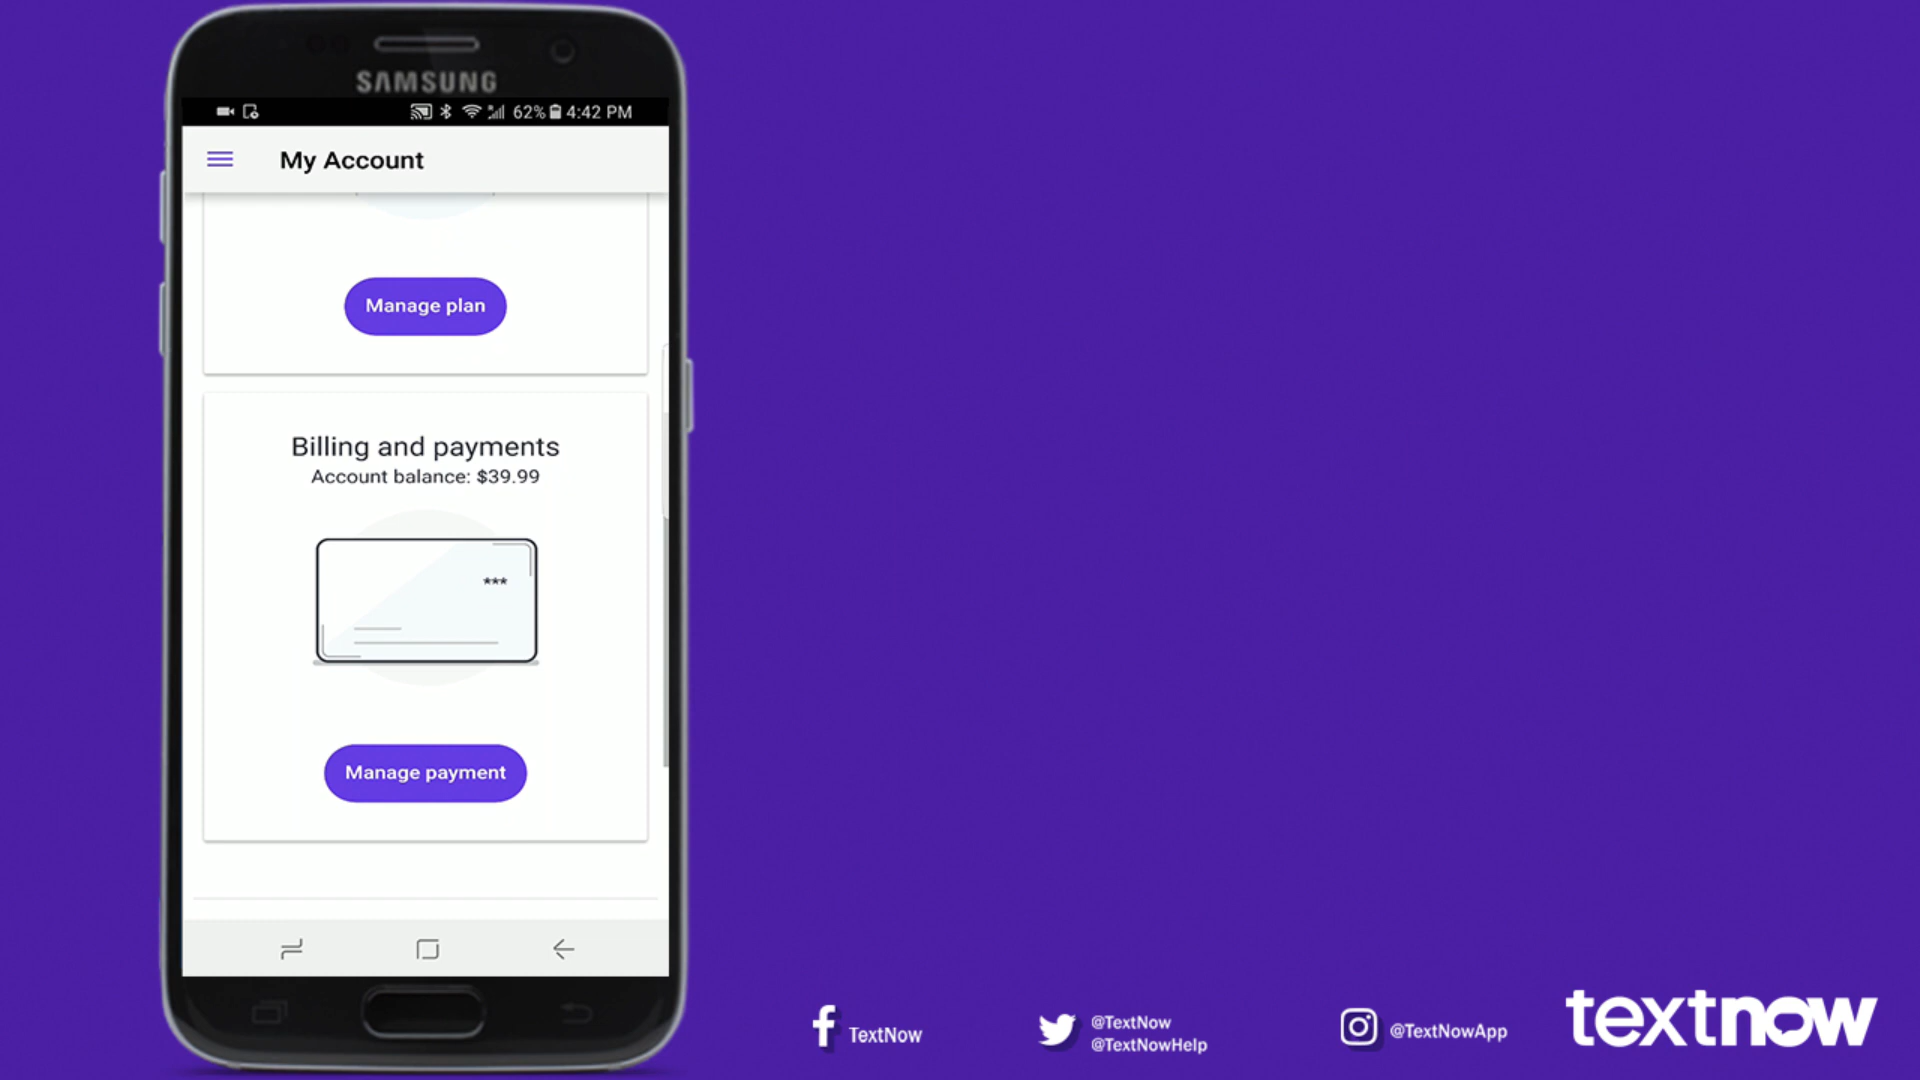 SAMSUNG
62% 4:42 PM
My Account
Manage plan
Billing and payments
Account balance: $39.99
***
Manage payment
TextNow
@TextNow
@TextNowHelp
@TextNowApp
textnow